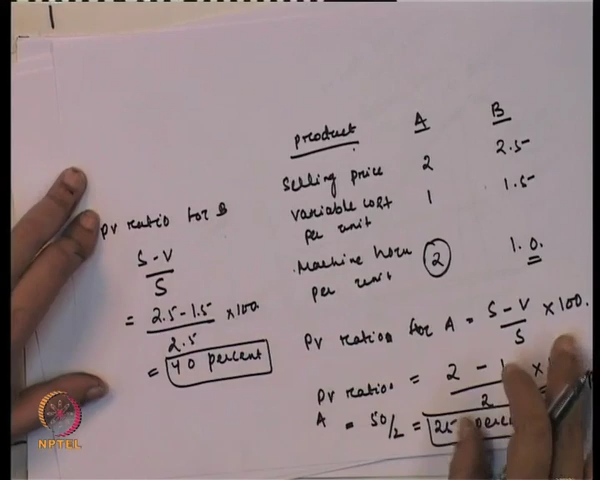 product A B
Selling price 2 2.5
variable cost 1 1.5
per unit
Machine hour 2 1.0
per unit
PV ratio for B
S-V
S
= 2.5-1.5 ×100
2.5
= 40 percent
PV ratio for A = S-V ×100.
S
PV ratio = 2 -
2
A = 50/2 =
NPTEL